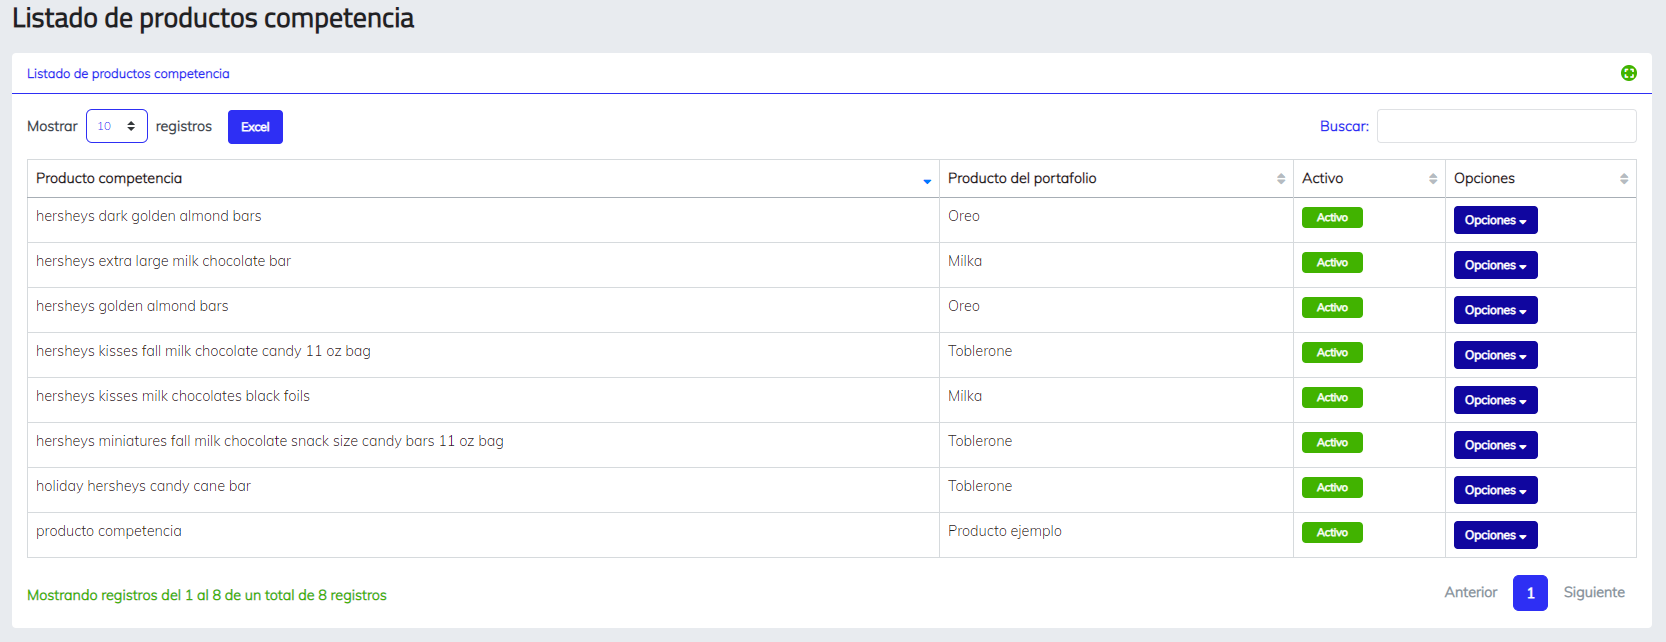 Listado de productos competencia
Listado de productos competencia
Mostrar 10 registros Excel Buscar:
Producto competencia Producto del portafolio Activo Opciones
hersheys dark golden almond bars Oreo Activo Opciones
hersheys extra large milk chocolate bar Milka Activo Opciones
hersheys golden almond bars Oreo Activo Opciones
hersheys kisses fall milk chocolate candy 11 oz bag Toblerone Activo Opciones
hersheys kisses milk chocolates black foils Milka Activo Opciones
hersheys miniatures fall milk chocolate snack size candy bars 11 oz bag Toblerone Activo Opciones
holiday hersheys candy cane bar Toblerone Activo Opciones
producto competencia Producto ejemplo Activo Opciones
Mostrando registros del 1 al 8 de un total de 8 registros Anterior 1 Siguiente